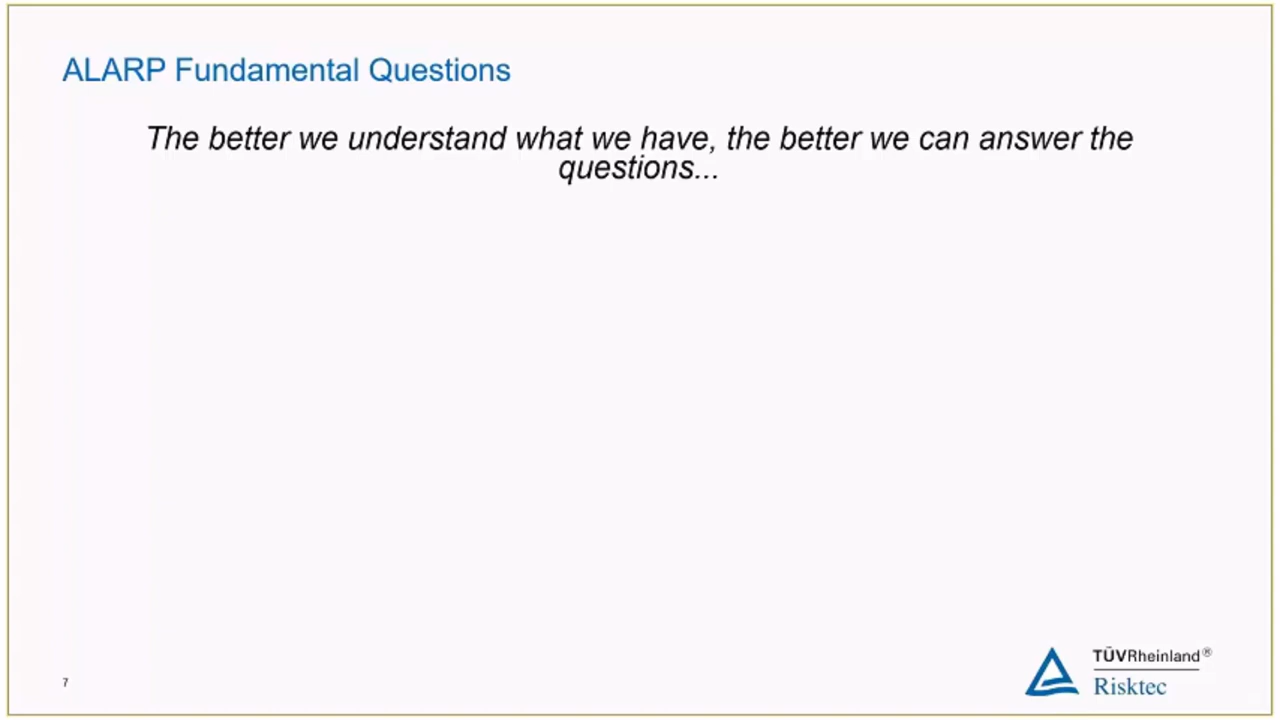 ALARP Fundamental Questions
The better we understand what we have, the better we can answer the
questions...
7
TÜVRheinland®
Risktec